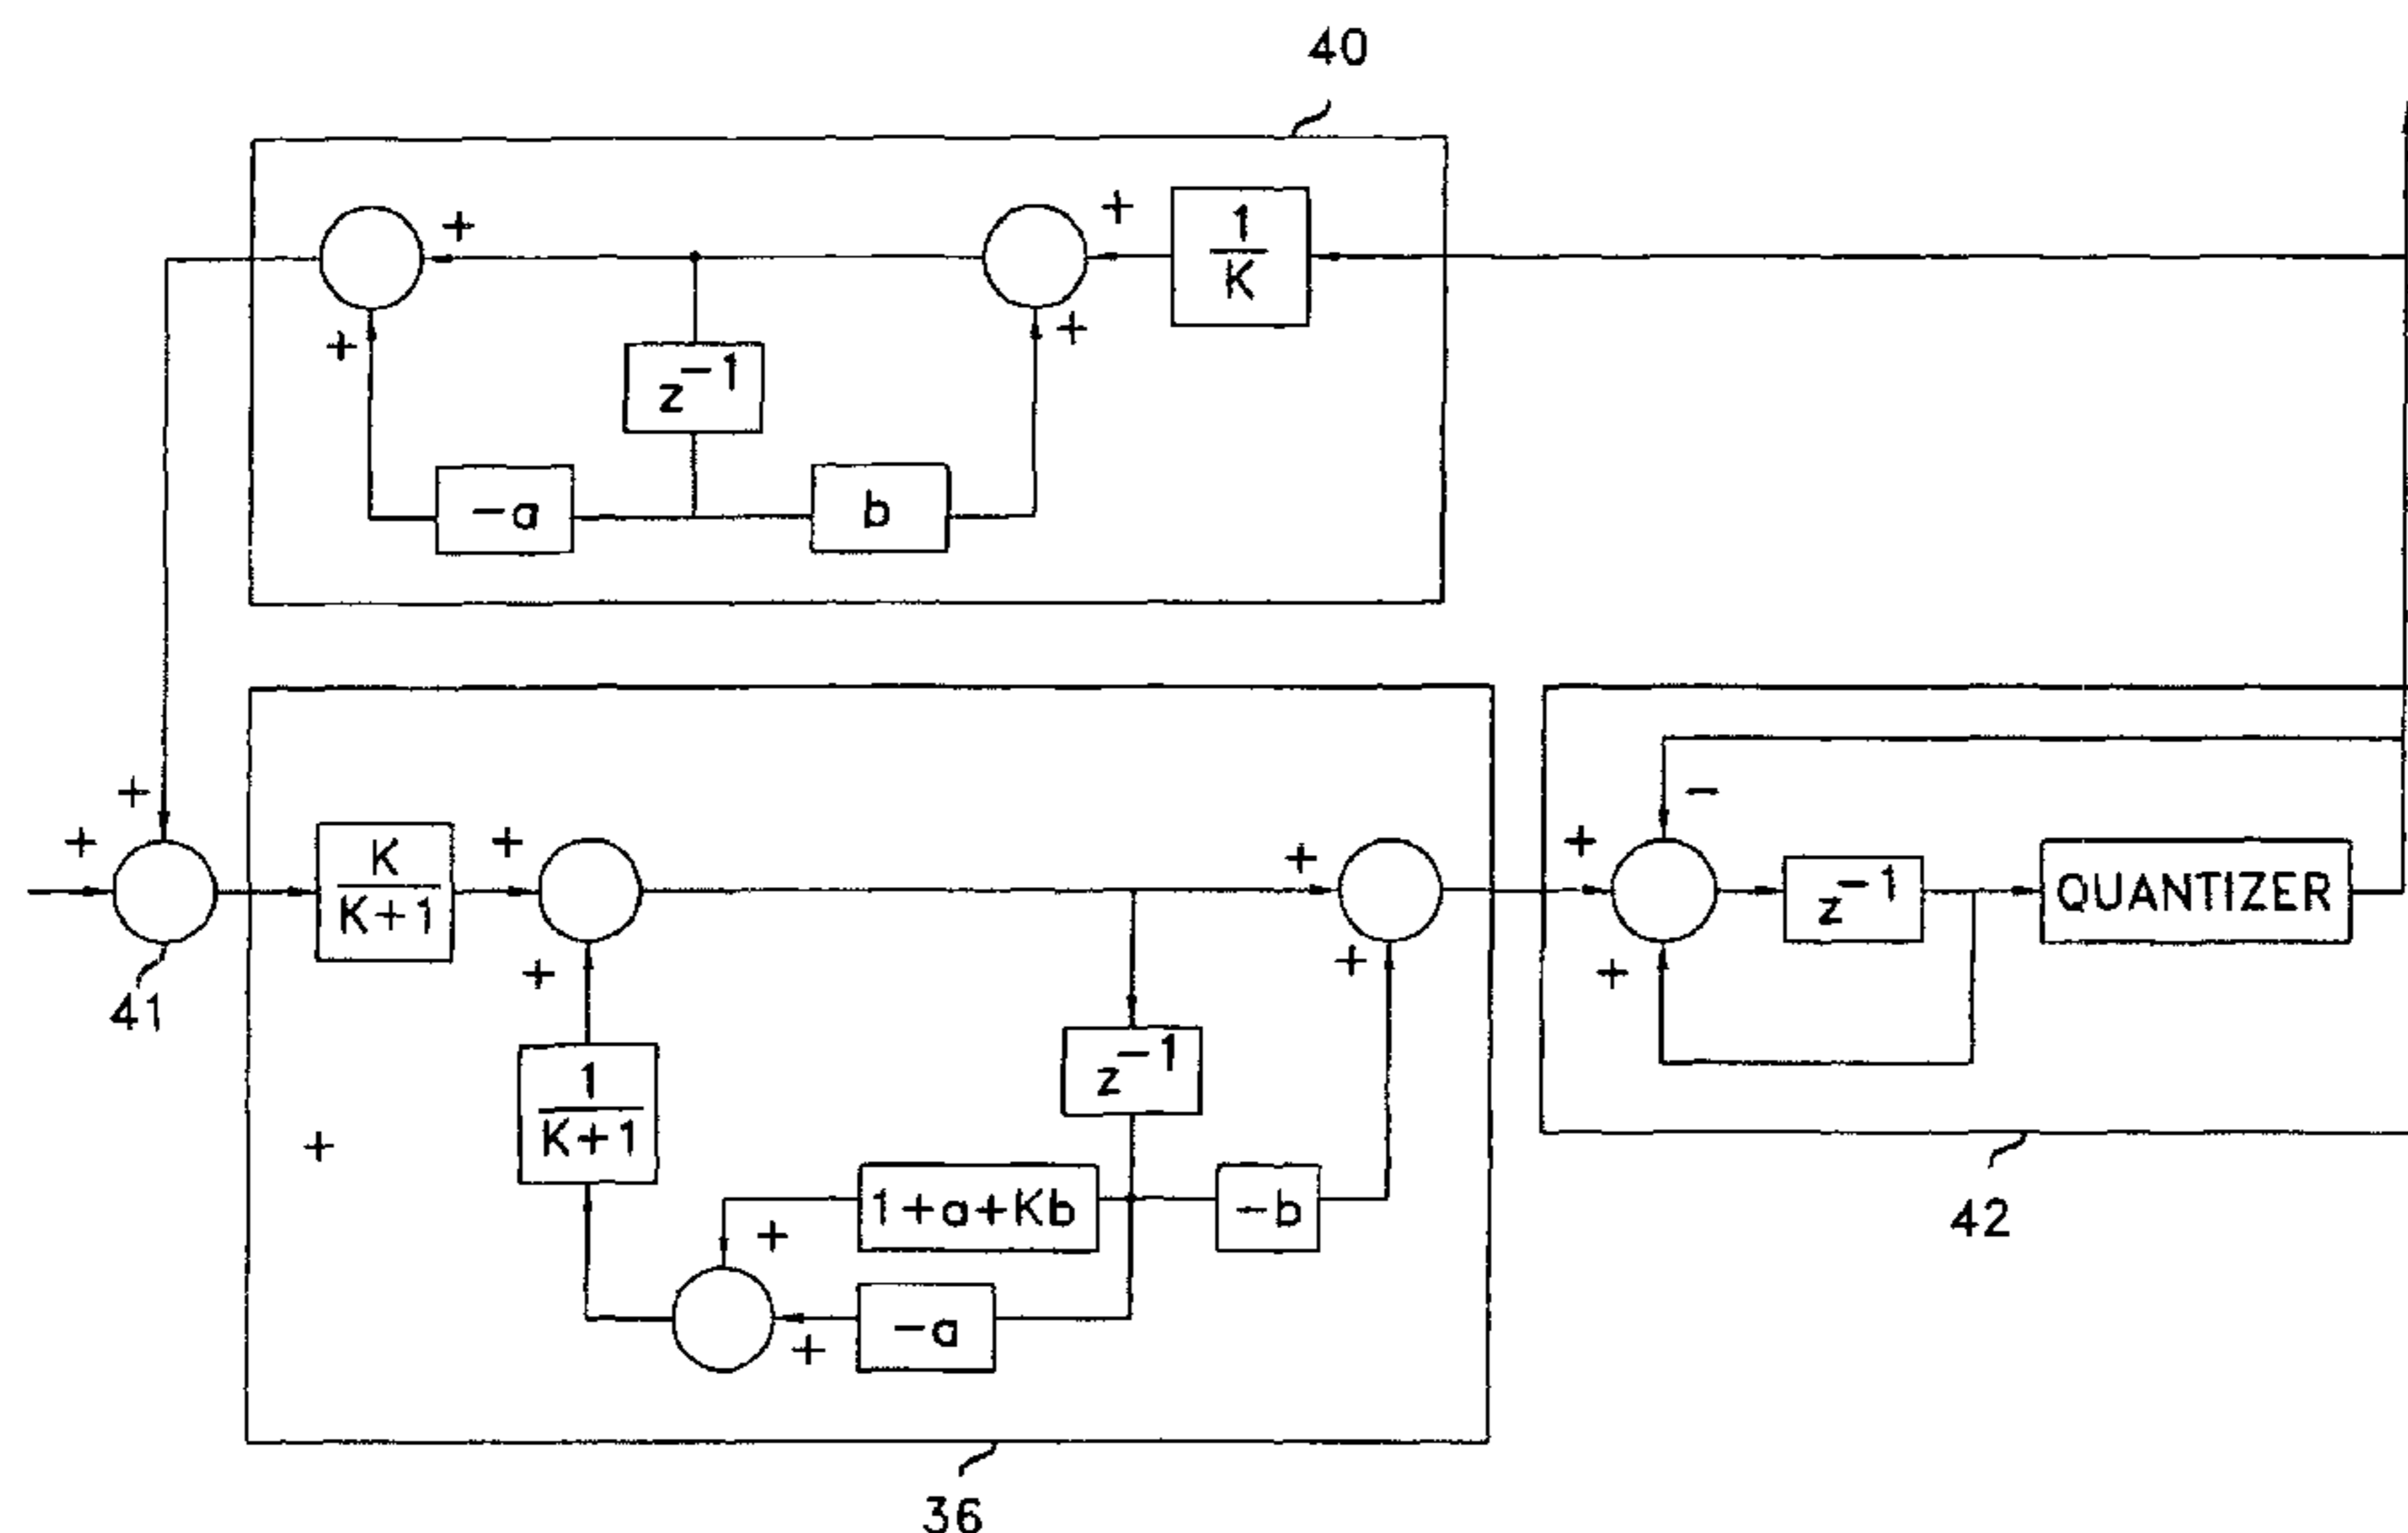 40
+
+
1
K
+
+
z^-1
-a
b
+
+
K
K+1
+
+
+
-
+
z^-1
QUANTIZER
+
+
+
41
1
K+1
z^-1
+
1+a+Kb
-b
+
-a
+
42
36